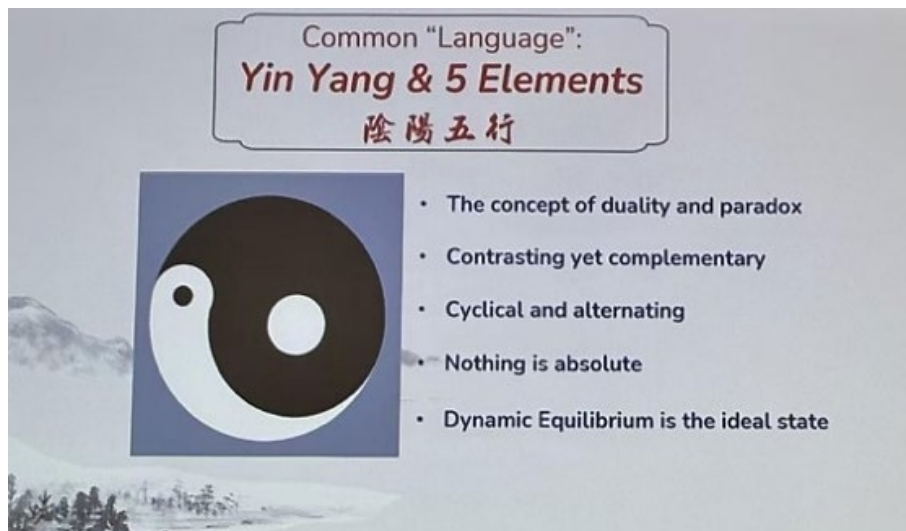 Common “Language”:
Yin Yang & 5 Elements
陰陽五行
• The concept of duality and paradox
• Contrasting yet complementary
• Cyclical and alternating
• Nothing is absolute
• Dynamic Equilibrium is the ideal state